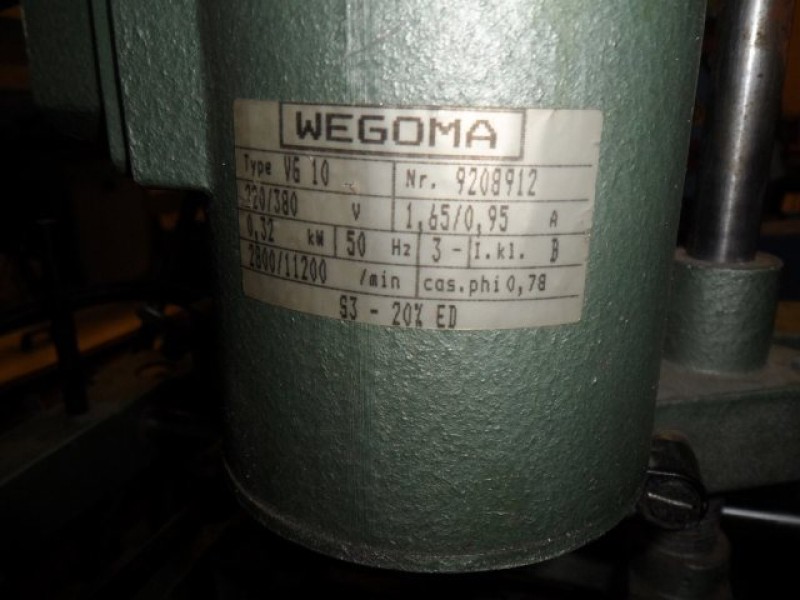 WEGOMA
Type VG 10 Nr. 9208912
220/380 V 1,65/0,95 A
0,32 kW 50 Hz 3 - I.kl. B
2800/11200 /min cas.phi 0,78
S3 - 20% ED